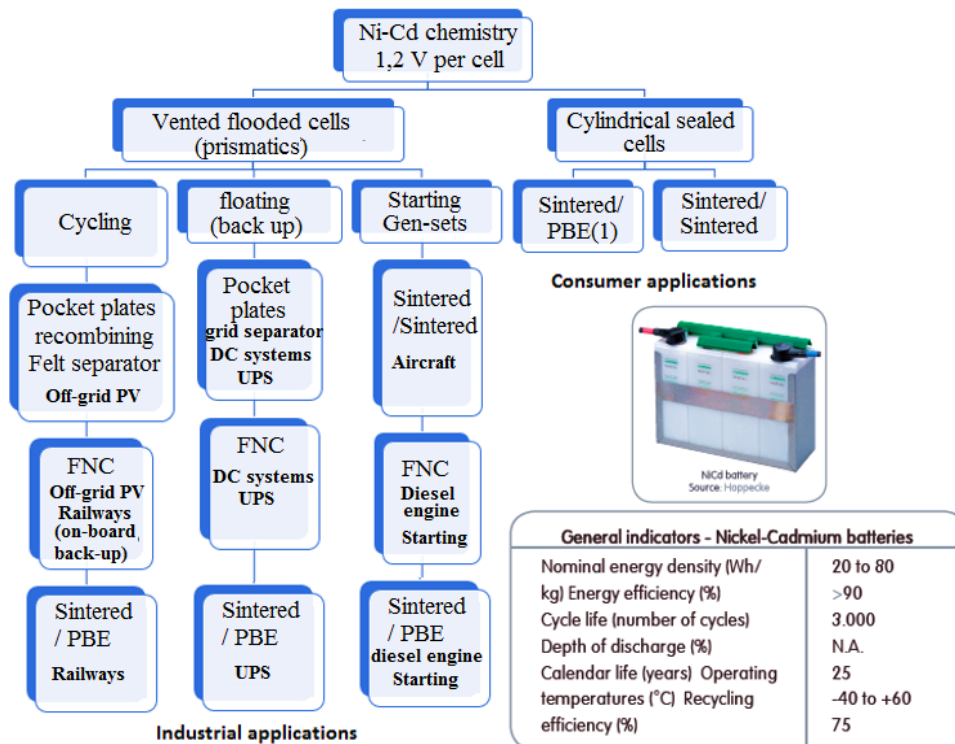 Ni-Cd chemistry
1,2 V per cell
Vented flooded cells
(prismatics)
Cylindrical sealed
cells
Cycling
floating
(back up)
Starting
Gen-sets
Sintered/
PBE(1)
Sintered/
Sintered
Consumer applications
Pocket plates
recombining
Felt separator
Off-grid PV
Pocket
plates
grid separator
DC systems
UPS
Sintered
/Sintered
Aircraft
FNC
Off-grid PV
Railways
(on-board
back-up)
FNC
DC systems
UPS
FNC
Diesel
engine
Starting
Sintered
/ PBE
Railways
Sintered
/ PBE
UPS
Sintered
/ PBE
diesel engine
Starting
Industrial applications
NiCd battery
Source: Hoppecke
General indicators - Nickel-Cadmium batteries
Nominal energy density (Wh/ 20 to 80
kg) Energy efficiency (%) >90
Cycle life (number of cycles) 3.000
Depth of discharge (%) N.A.
Calendar life (years) Operating 25
temperatures (°C) Recycling -40 to +60
efficiency (%) 75